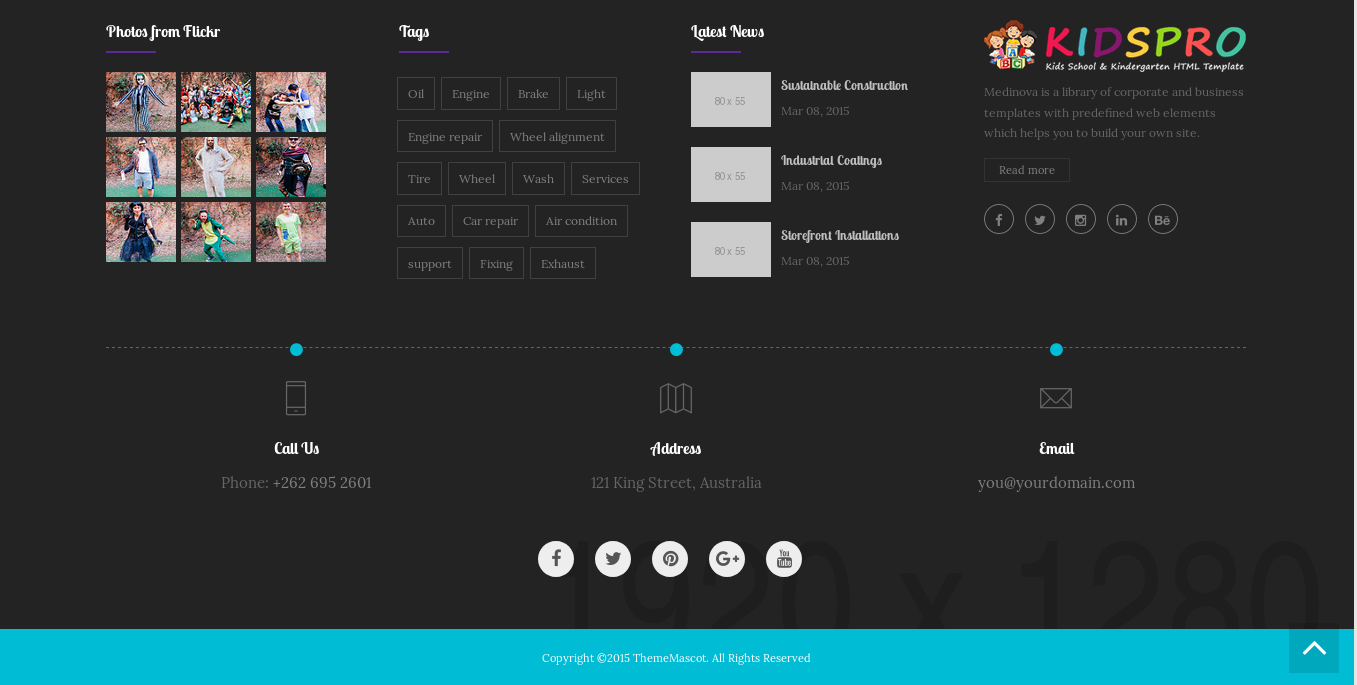 Photos from Flickr
Tags
Oil Engine Brake Light
Engine repair Wheel alignment
Tire Wheel Wash Services
Auto Car repair Air condition
support Fixing Exhaust
Latest News
80 x 55
Sustainable Construction
Mar 08, 2015
80 x 55
Industrial Coatings
Mar 08, 2015
80 x 55
Storefront Installations
Mar 08, 2015
ABC
KIDSPRO
Kids School & Kindergarten HTML Template
Medinova is a library of corporate and business
templates with predefined web elements
which helps you to build your own site.
Read more
Bē
Call Us
Phone: +262 695 2601
Address
121 King Street, Australia
Email
you@yourdomain.com
You
Tube
1920 x 1280
Copyright ©2015 ThemeMascot. All Rights Reserved